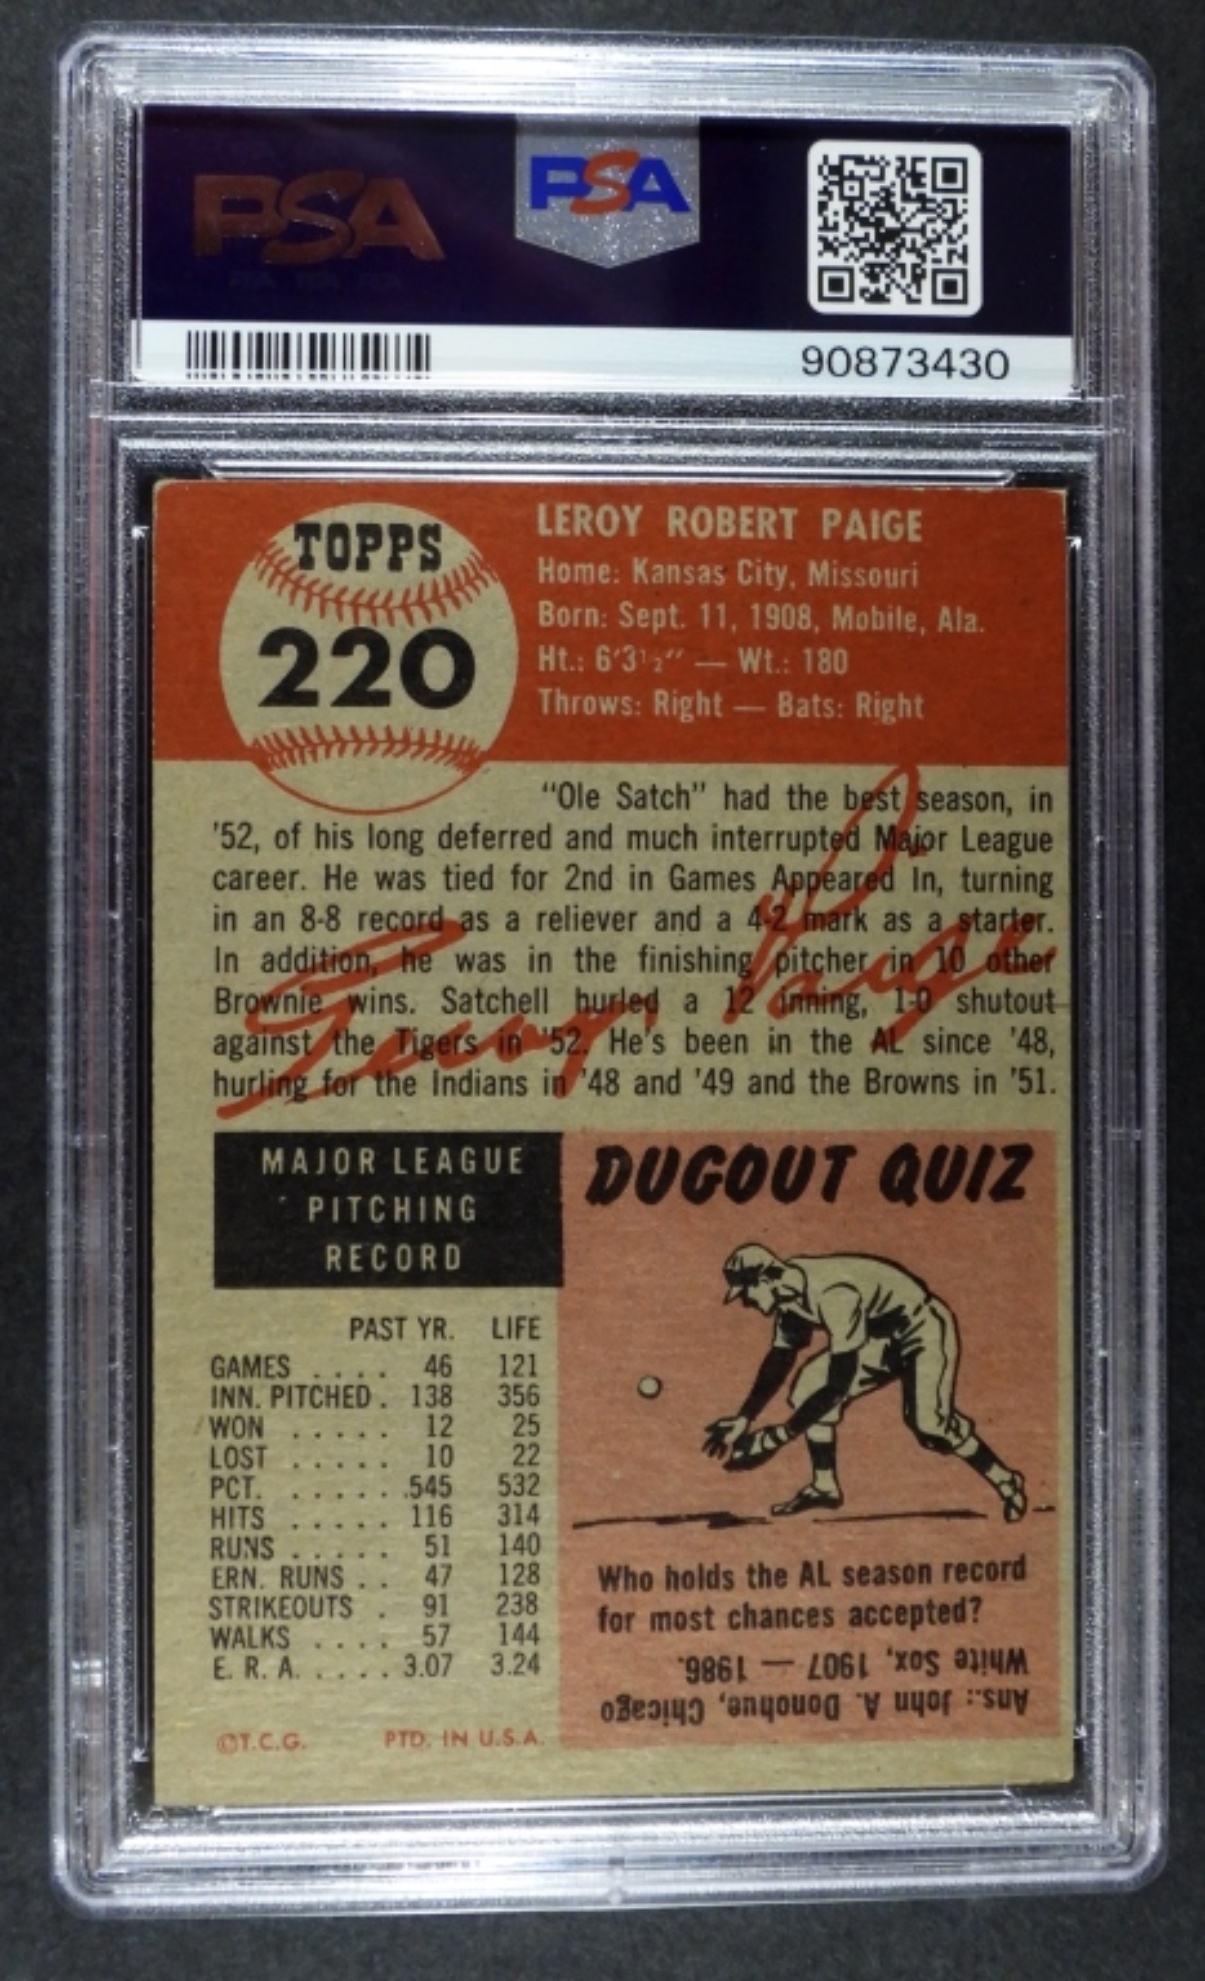 PSA
PSA
90873430
TOPPS
220
LEROY ROBERT PAIGE
Home: Kansas City, Missouri
Born: Sept. 11, 1908, Mobile, Ala.
Ht.: 6'3½" — Wt.: 180
Throws: Right — Bats: Right
"Ole Satch" had the best season, in
'52, of his long deferred and much interrupted Major League
career. He was tied for 2nd in Games Appeared In, turning
in an 8-8 record as a reliever and a 4-2 mark as a starter.
In addition, he was in the finishing pitcher in 10 other
Brownie wins. Satchell hurled a 12 inning, 1-0 shutout
against the Tigers in '52. He's been in the AL since '48,
hurling for the Indians in '48 and '49 and the Browns in '51.
MAJOR LEAGUE
PITCHING
RECORD
PAST YR. LIFE
GAMES .... 46 121
INN. PITCHED . 138 356
WON ..... 12 25
LOST ..... 10 22
PCT. ...... .545 532
HITS ..... 116 314
RUNS ..... 51 140
ERN. RUNS .. 47 128
STRIKEOUTS . 91 238
WALKS .... 57 144
E. R. A. ..... 3.07 3.24
©T.C.G. PTD. IN U.S.A.
DUGOUT QUIZ
Who holds the AL season record
for most chances accepted?
Ans.: John A. Donohue, Chicago
White Sox, 1907 — 1986.